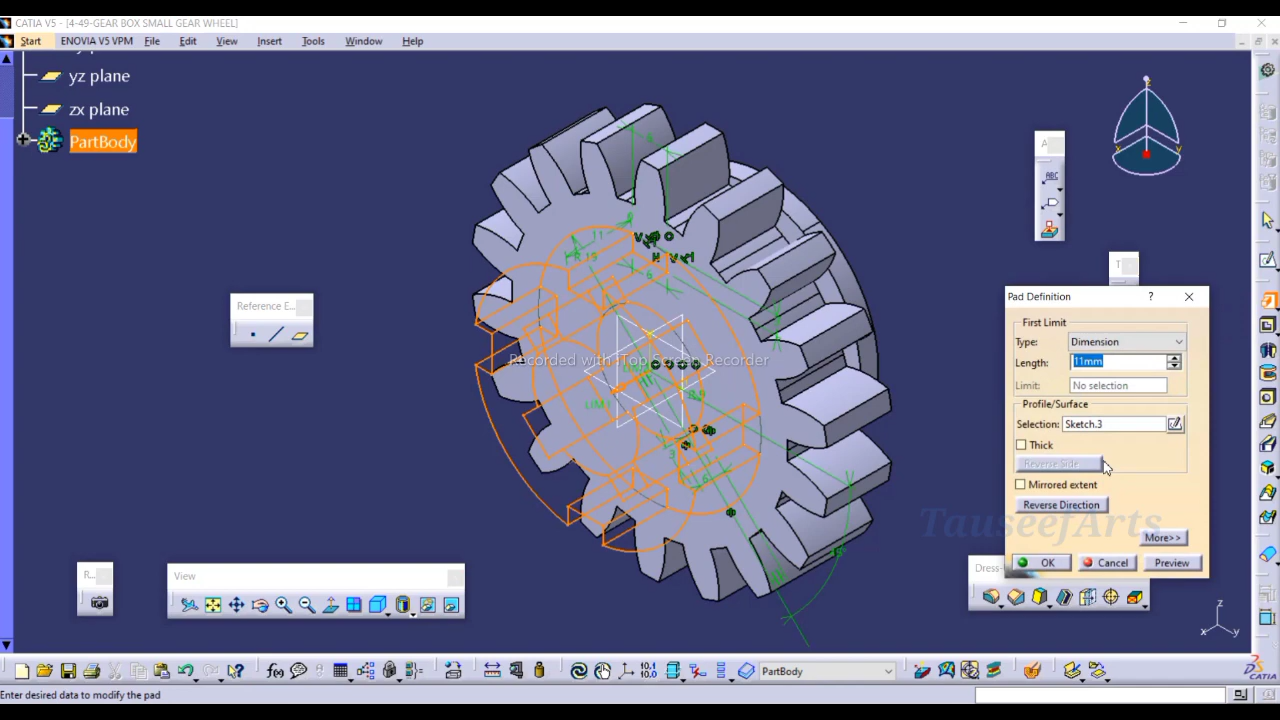 CATIA V5 - [4-49-GEAR BOX SMALL GEAR WHEEL]
Start ENOVIA V5 VPM File Edit View Insert Tools Window Help
yz plane
zx plane
PartBody
Reference E...
A
T
Recorded with iTop Screen Recorder
Pad Definition
First Limit
Type: Dimension
Length: 11mm
Limit: No selection
Profile/Surface
Selection: Sketch.3
Thick
Reverse Side
Mirrored extent
Reverse Direction
TauseefArts
More>>
OK Cancel Preview
R...
View
Dress-
PartBody
CATIA
Enter desired data to modify the pad